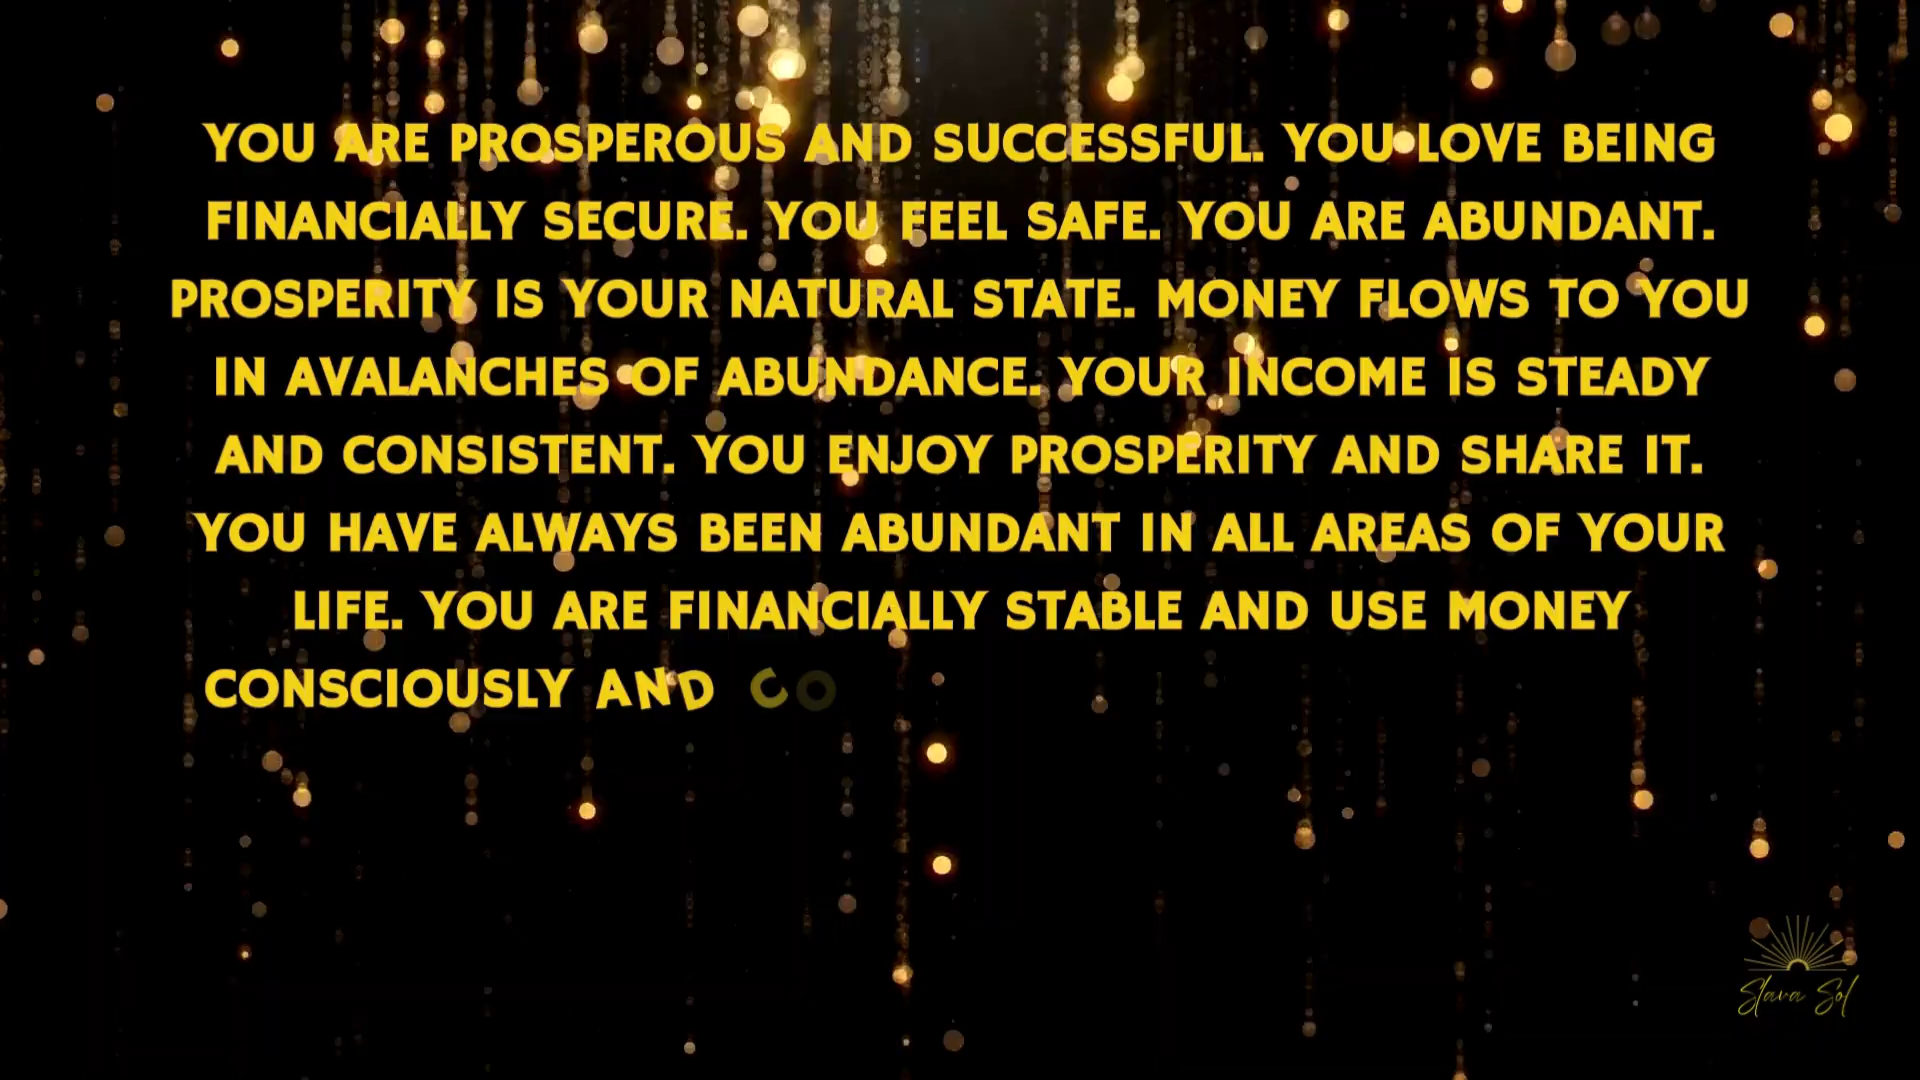 YOU ARE PROSPEROUS AND SUCCESSFUL. YOU LOVE BEING
FINANCIALLY SECURE. YOU FEEL SAFE. YOU ARE ABUNDANT.
PROSPERITY IS YOUR NATURAL STATE. MONEY FLOWS TO YOU
IN AVALANCHES OF ABUNDANCE. YOUR INCOME IS STEADY
AND CONSISTENT. YOU ENJOY PROSPERITY AND SHARE IT.
YOU HAVE ALWAYS BEEN ABUNDANT IN ALL AREAS OF YOUR
LIFE. YOU ARE FINANCIALLY STABLE AND USE MONEY
CONSCIOUSLY AND CO
Slava Sol